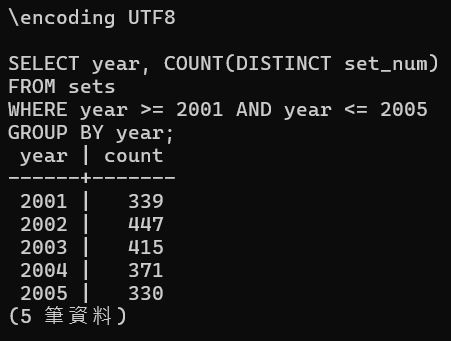 \encoding UTF8
SELECT year, COUNT(DISTINCT set_num)
FROM sets
WHERE year >= 2001 AND year <= 2005
GROUP BY year;
 year | count
------+-------
 2001 |   339
 2002 |   447
 2003 |   415
 2004 |   371
 2005 |   330
(5 筆資料)